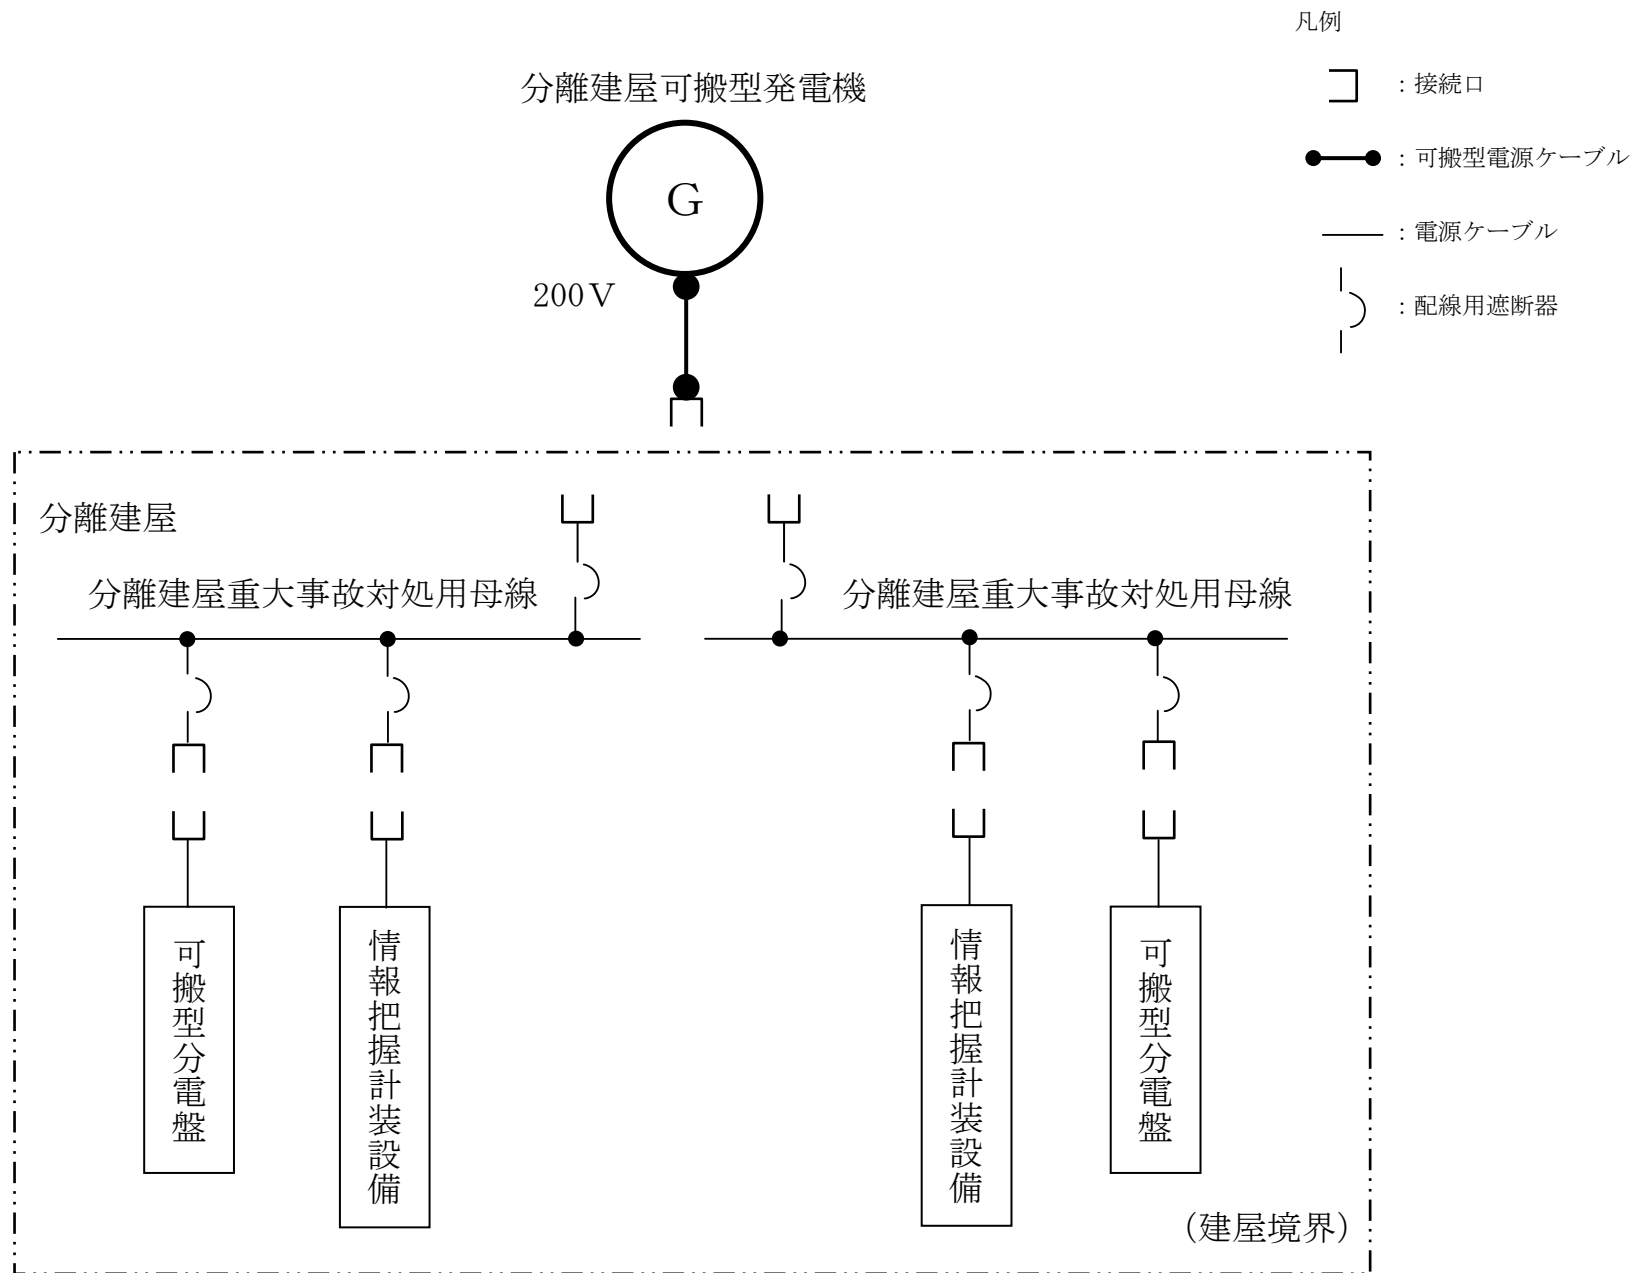 凡例
：接続口
：可搬型電源ケーブル
：電源ケーブル
：配線用遮断器
分離建屋可搬型発電機
G
200V
分離建屋
分離建屋重大事故対処用母線
分離建屋重大事故対処用母線
可搬型分電盤
情報把握計装設備
情報把握計装設備
可搬型分電盤
（建屋境界）